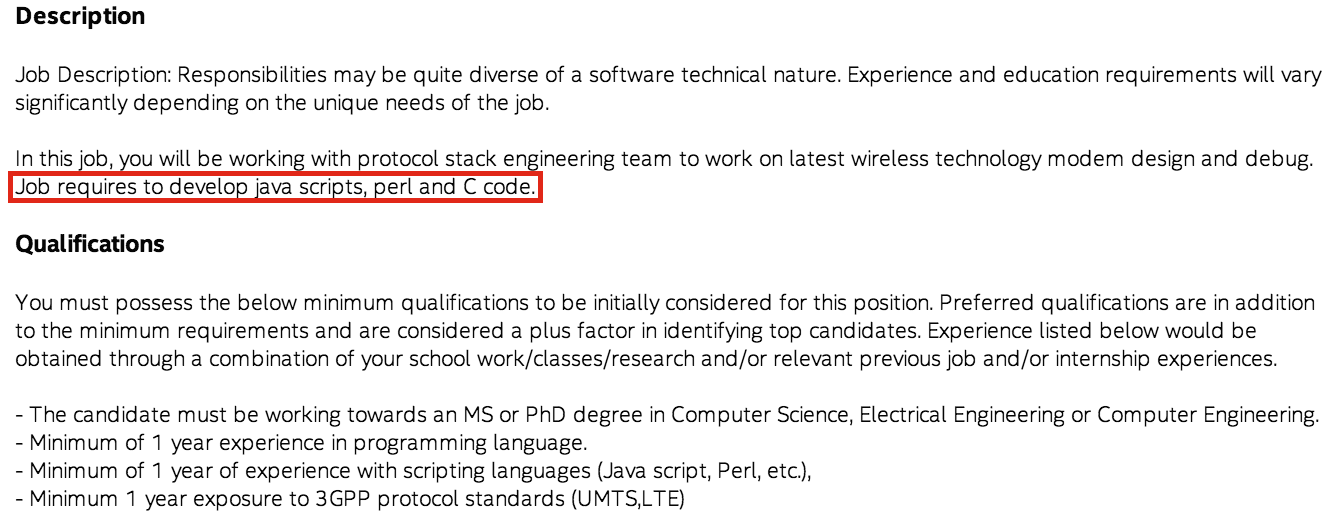 Description
Job Description: Responsibilities may be quite diverse of a software technical nature. Experience and education requirements will vary
significantly depending on the unique needs of the job.
In this job, you will be working with protocol stack engineering team to work on latest wireless technology modem design and debug.
Job requires to develop java scripts, perl and C code.
Qualifications
You must possess the below minimum qualifications to be initially considered for this position. Preferred qualifications are in addition
to the minimum requirements and are considered a plus factor in identifying top candidates. Experience listed below would be
obtained through a combination of your school work/classes/research and/or relevant previous job and/or internship experiences.
- The candidate must be working towards an MS or PhD degree in Computer Science, Electrical Engineering or Computer Engineering.
- Minimum of 1 year experience in programming language.
- Minimum of 1 year of experience with scripting languages (Java script, Perl, etc.),
- Minimum 1 year exposure to 3GPP protocol standards (UMTS,LTE)